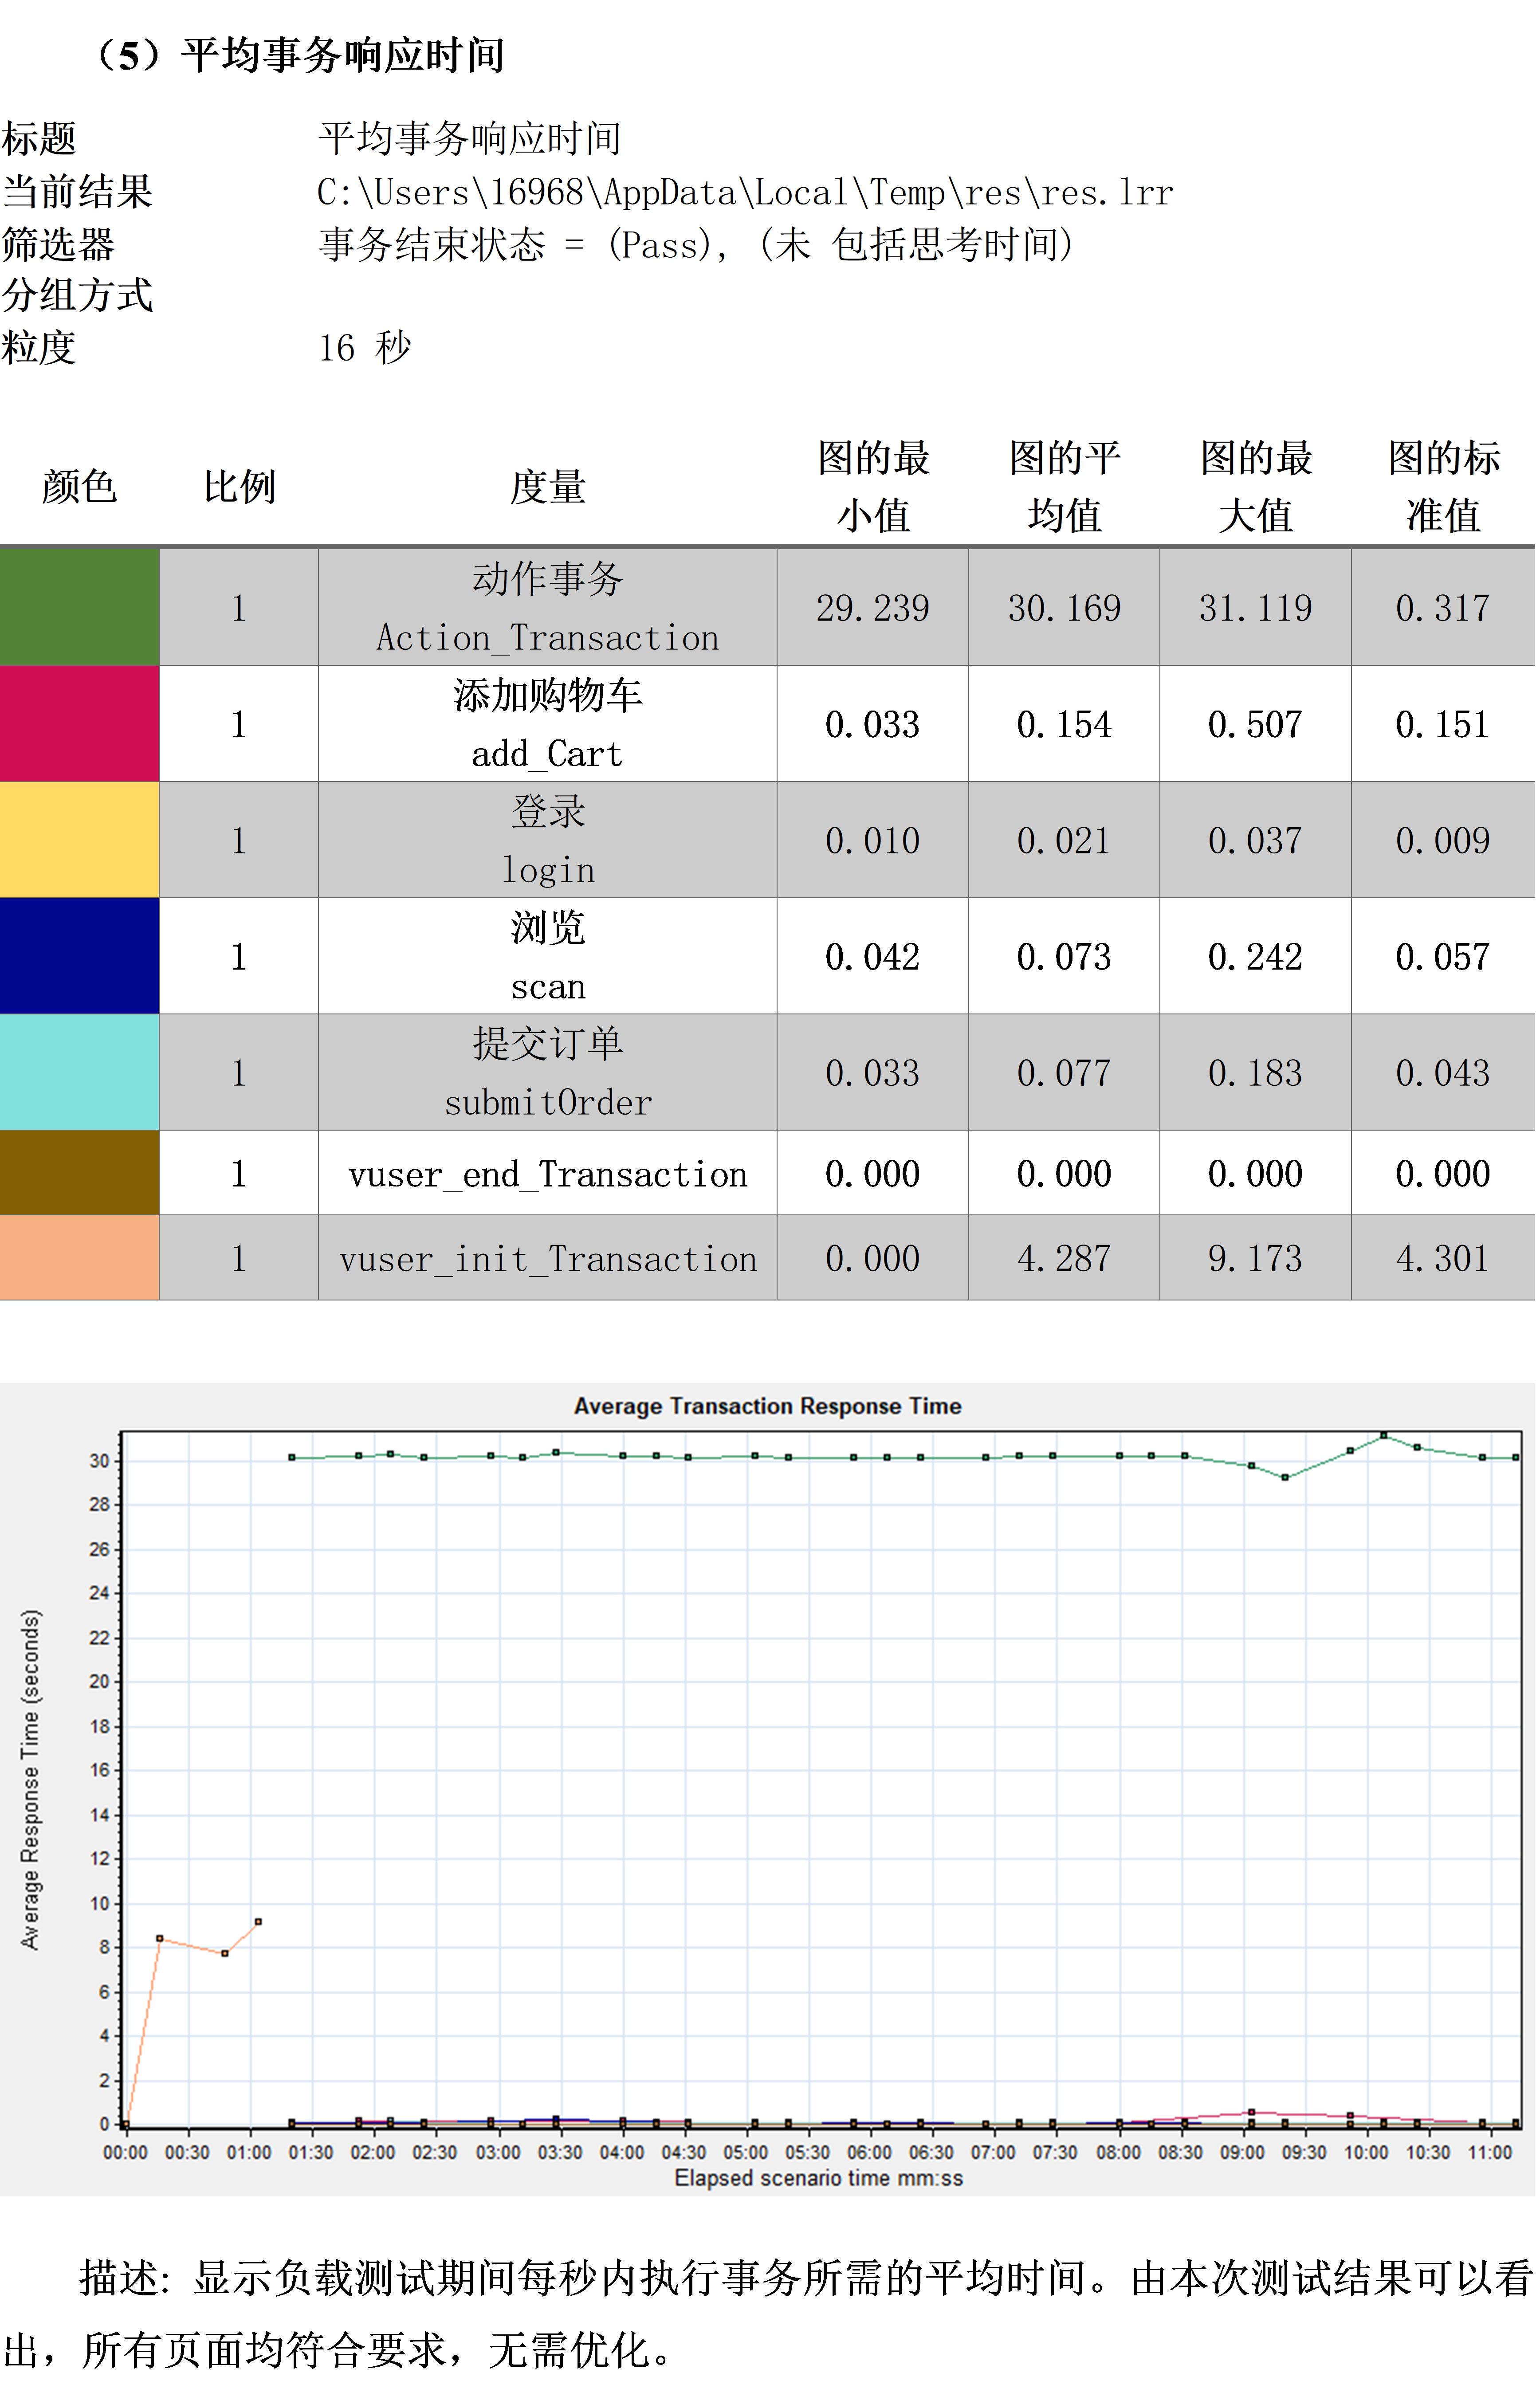 （5）平均事务响应时间
标题 平均事务响应时间
当前结果 C:\Users\16968\AppData\Local\Temp\res\res.lrr
筛选器 事务结束状态 = (Pass), (未 包括思考时间)
分组方式
粒度 16 秒
颜色 比例 度量 图的最小值 图的平均值 图的最大值 图的标准值
1 动作事务 Action_Transaction 29.239 30.169 31.119 0.317
1 添加购物车 add_Cart 0.033 0.154 0.507 0.151
1 登录 login 0.010 0.021 0.037 0.009
1 浏览 scan 0.042 0.073 0.242 0.057
1 提交订单 submitOrder 0.033 0.077 0.183 0.043
1 vuser_end_Transaction 0.000 0.000 0.000 0.000
1 vuser_init_Transaction 0.000 4.287 9.173 4.301
Average Transaction Response Time
Average Response Time (seconds)
30
28
26
24
22
20
18
16
14
12
10
8
6
4
2
0
00:00 00:30 01:00 01:30 02:00 02:30 03:00 03:30 04:00 04:30 05:00 05:30 06:00 06:30 07:00 07:30 08:00 08:30 09:00 09:30 10:00 10:30 11:00
Elapsed scenario time mm:ss
描述: 显示负载测试期间每秒内执行事务所需的平均时间。由本次测试结果可以看
出，所有页面均符合要求，无需优化。